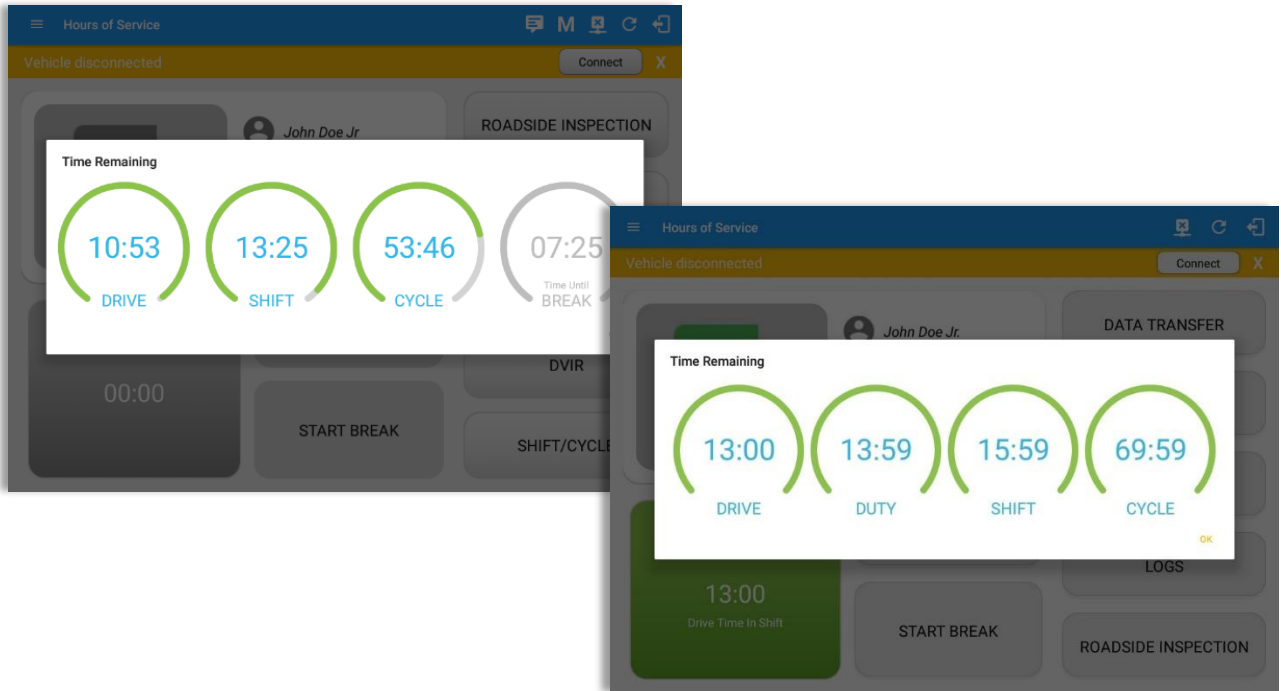 Hours of Service
M
Vehicle disconnected
Connect
X
John Doe Jr
ROADSIDE INSPECTION
Time Remaining
10:53
DRIVE
13:25
SHIFT
53:46
CYCLE
07:25
Time Until
BREAK
00:00
START BREAK
DVIR
SHIFT/CYCLE
Hours of Service
Vehicle disconnected
Connect
X
John Doe Jr.
DATA TRANSFER
Time Remaining
13:00
DRIVE
13:59
DUTY
15:59
SHIFT
69:59
CYCLE
OK
13:00
Drive Time In Shift
START BREAK
LOGS
ROADSIDE INSPECTION